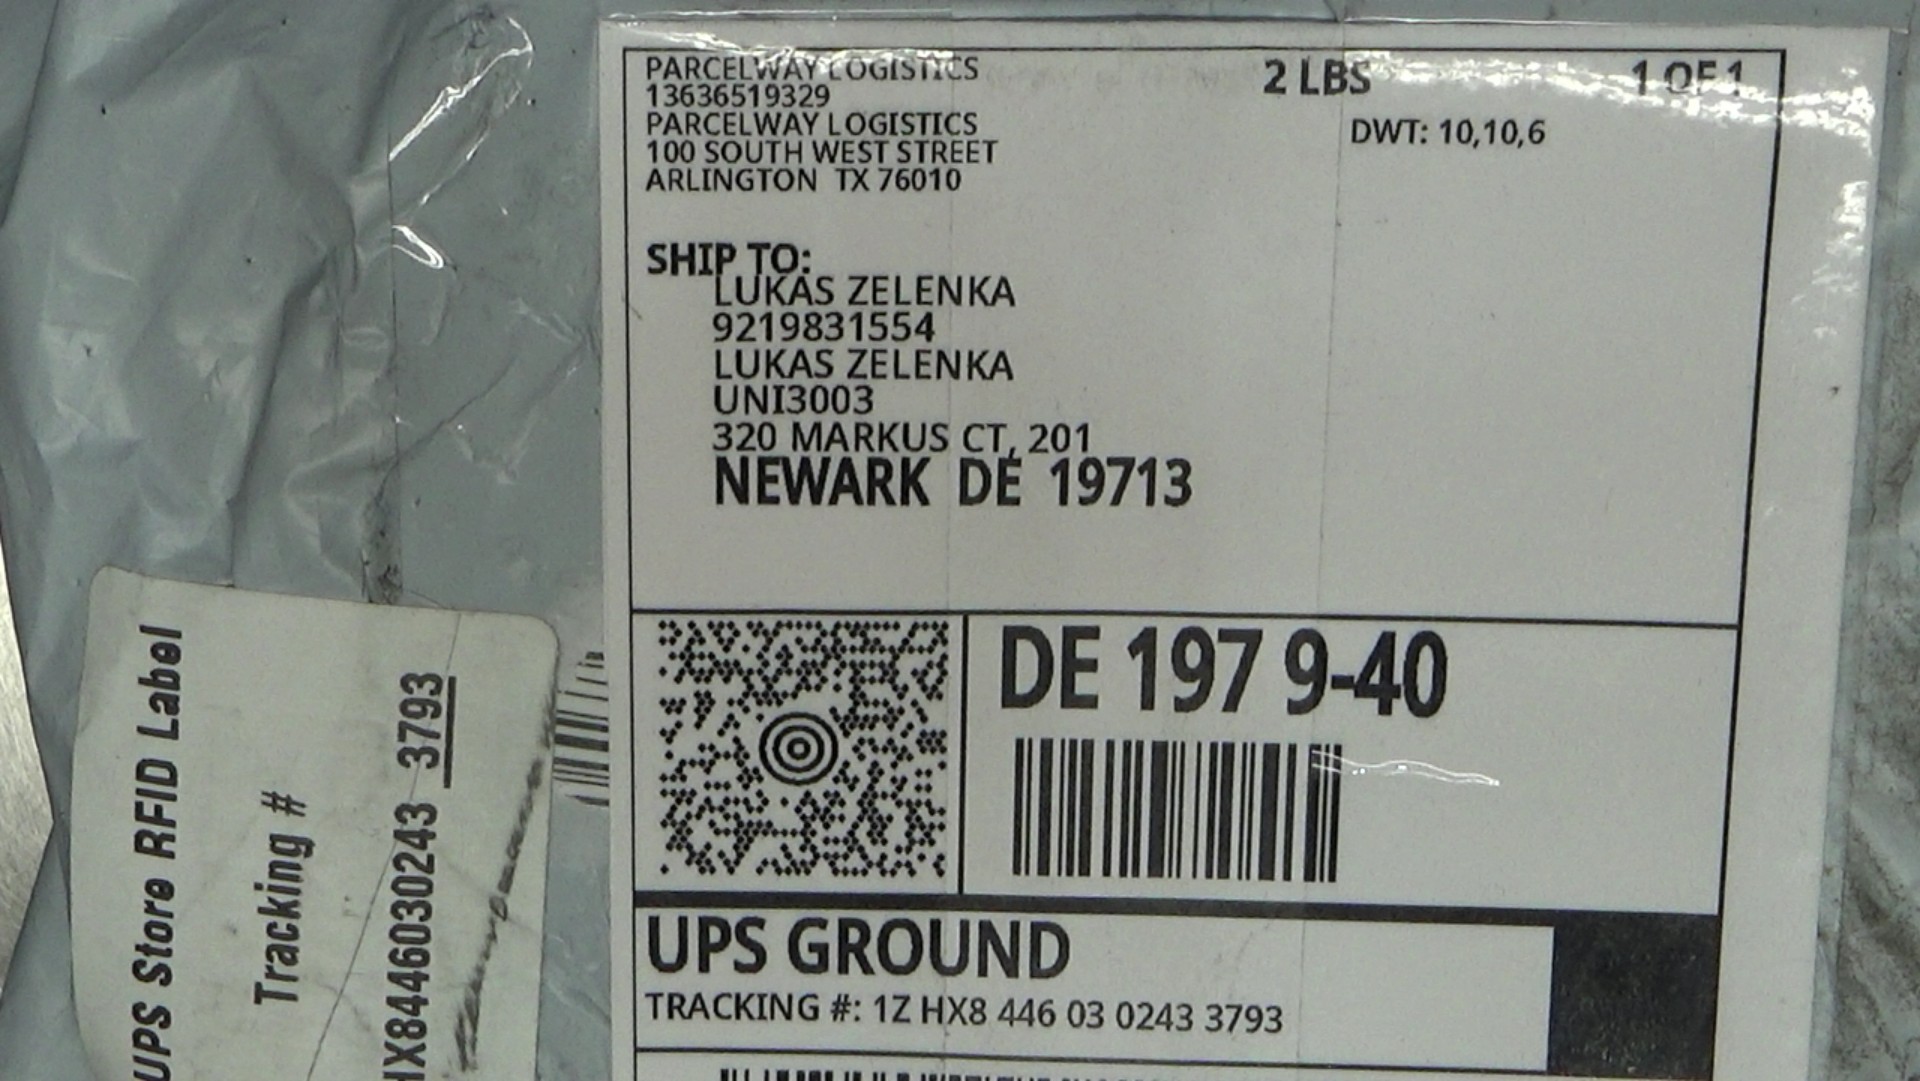 PARCELWAY LOGISTICS
13636519329
PARCELWAY LOGISTICS
100 SOUTH WEST STREET
ARLINGTON TX 76010
2 LBS
1 OF 1
DWT: 10,10,6
SHIP TO:
LUKAS ZELENKA
9219831554
LUKAS ZELENKA
UNI3003
320 MARKUS CT, 201
NEWARK DE 19713
DE 197 9-40
UPS GROUND
TRACKING #: 1Z HX8 446 03 0243 3793
UPS Store RFID Label
Tracking #
HX8446030243 3793